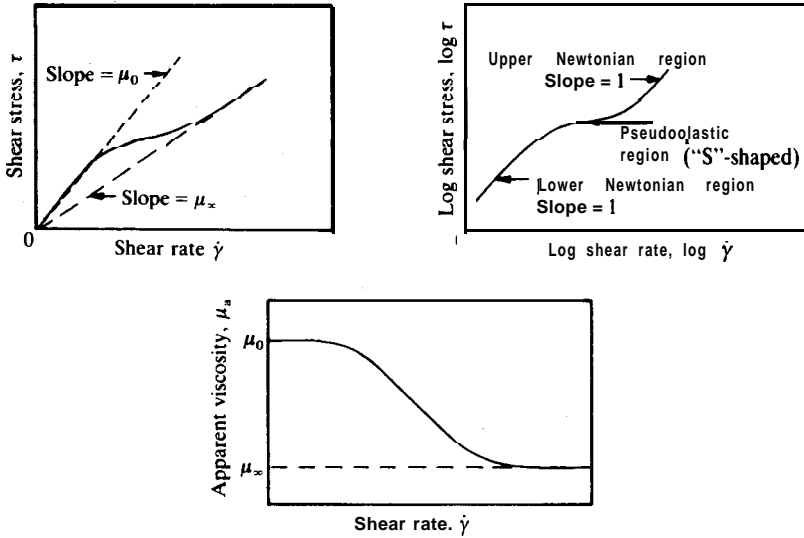 Shear stress, τ
Slope = μ₀
Slope = μ∞
0
Shear rate γ̇
Log shear stress, log τ
Upper Newtonian region
Slope = 1
Pseudoolastic
region ("S"-shaped)
Lower Newtonian region
Slope = 1
Log shear rate, log γ̇
Apparent viscosity, μₐ
μ₀
μ∞
Shear rate. γ̇